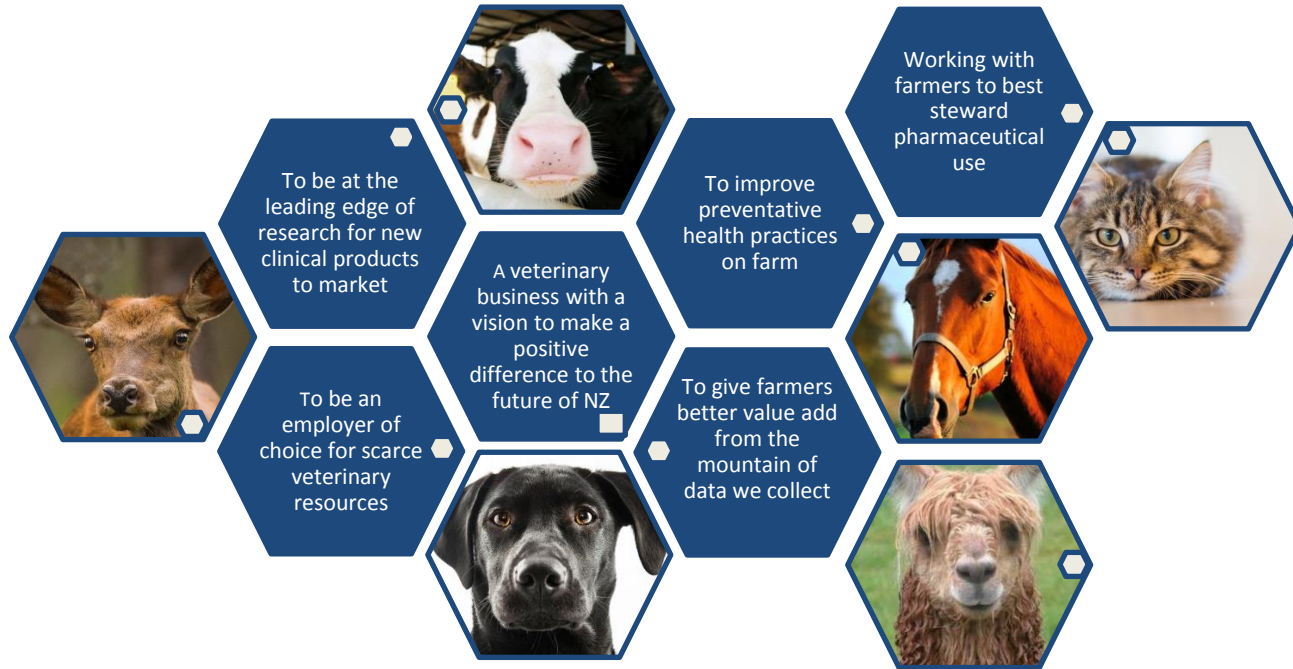 To be at the
leading edge of
research for new
clinical products
to market
To be an
employer of
choice for scarce
veterinary
resources
A veterinary
business with a
vision to make a
positive
difference to the
future of NZ
To improve
preventative
health practices
on farm
To give farmers
better value add
from the
mountain of
data we collect
Working with
farmers to best
steward
pharmaceutical
use